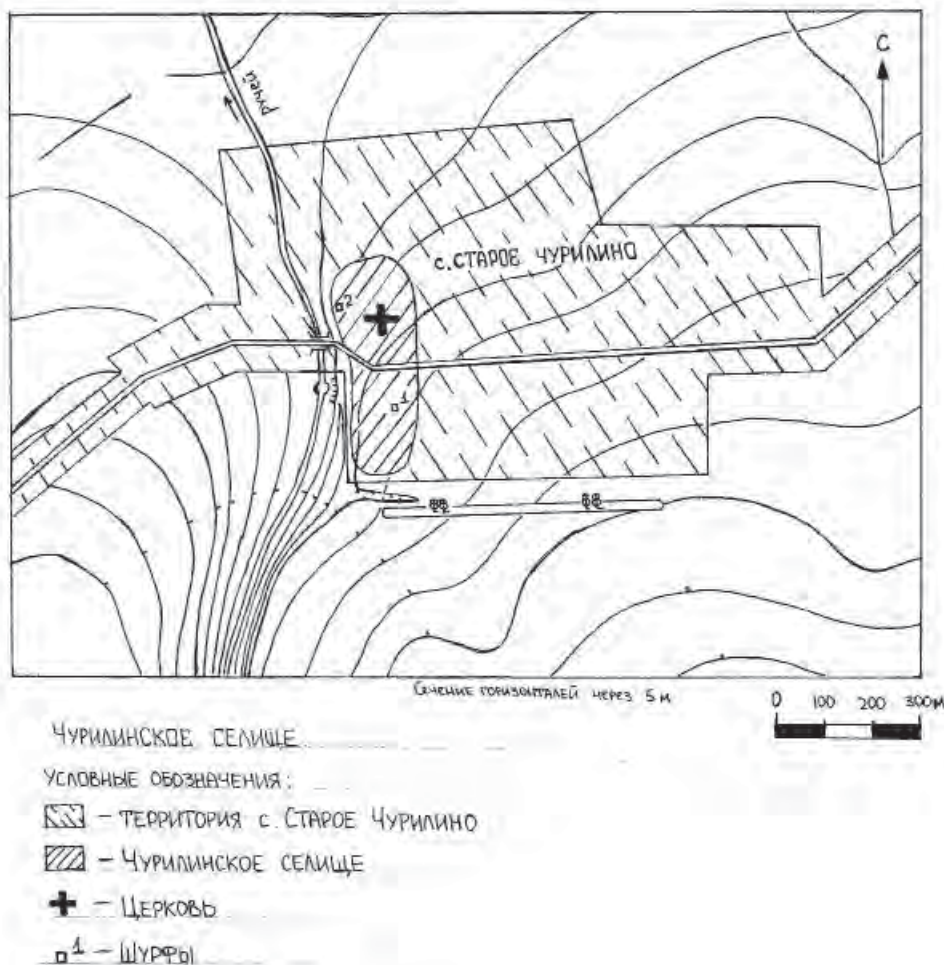 С
ручей
с. СТАРОЕ ЧУРИЛИНО
2
1
Сечение горизонталей через 5 м
0 100 200 300м
ЧУРИЛИНСКОЕ СЕЛИЩЕ
УСЛОВНЫЕ ОБОЗНАЧЕНИЯ:
– ТЕРРИТОРИЯ с. СТАРОЕ ЧУРИЛИНО
– ЧУРИЛИНСКОЕ СЕЛИЩЕ
– ЦЕРКОВЬ
1 – ШУРФЫ